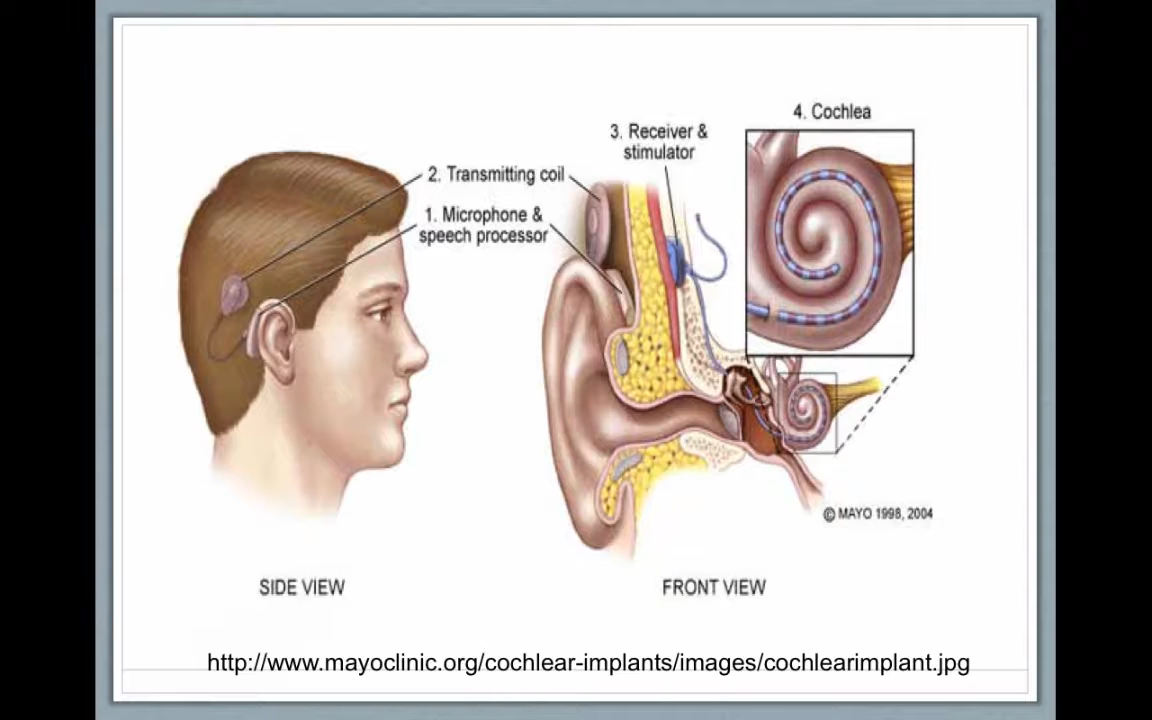 4. Cochlea
3. Receiver &
stimulator
2. Transmitting coil
1. Microphone &
speech processor
© MAYO 1998, 2004
SIDE VIEW
FRONT VIEW
http://www.mayoclinic.org/cochlear-implants/images/cochlearimplant.jpg